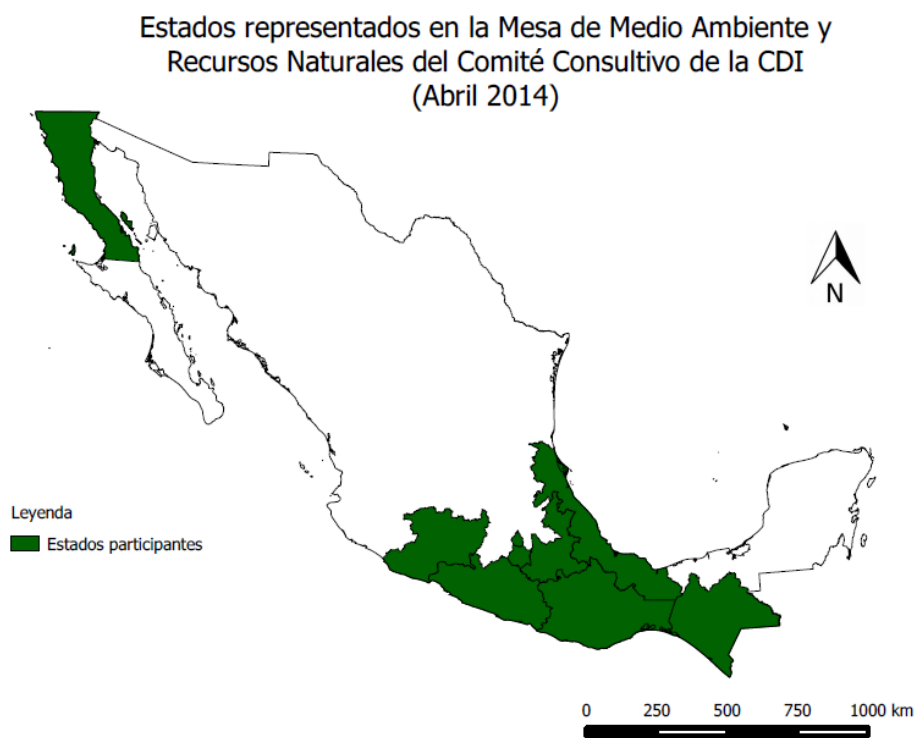 Estados representados en la Mesa de Medio Ambiente y
Recursos Naturales del Comité Consultivo de la CDI
(Abril 2014)
N
Leyenda
Estados participantes
0 250 500 750 1000 km